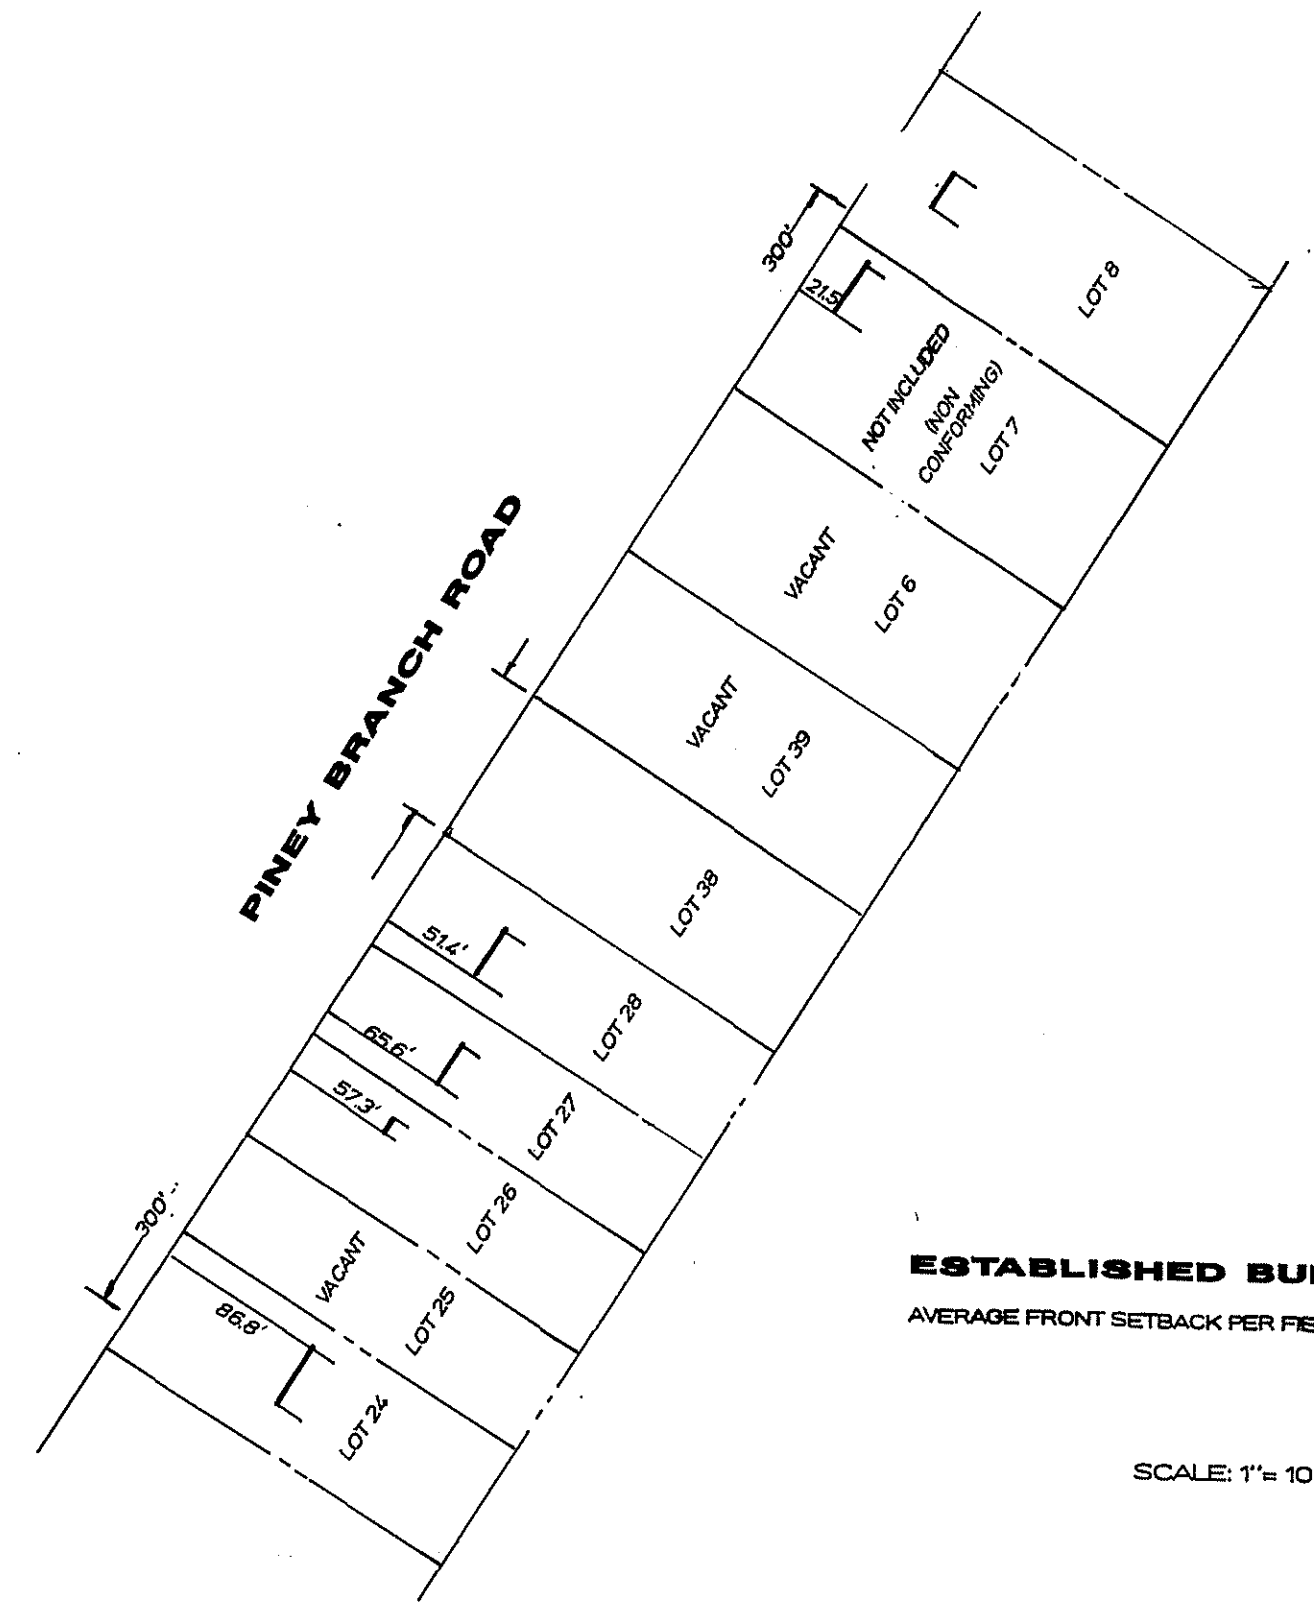 LOT 8
300'
21.5
NOT INCLUDED
(NON
CONFORMING)
LOT 7
VACANT
LOT 6
PINEY BRANCH ROAD
VACANT
LOT 39
LOT 38
51.4'
LOT 28
65.6'
LOT 27
57.3'
LOT 26
300'
VACANT
LOT 25
86.8'
LOT 24
ESTABLISHED BUI
AVERAGE FRONT SETBACK PER FIE
SCALE: 1"= 10